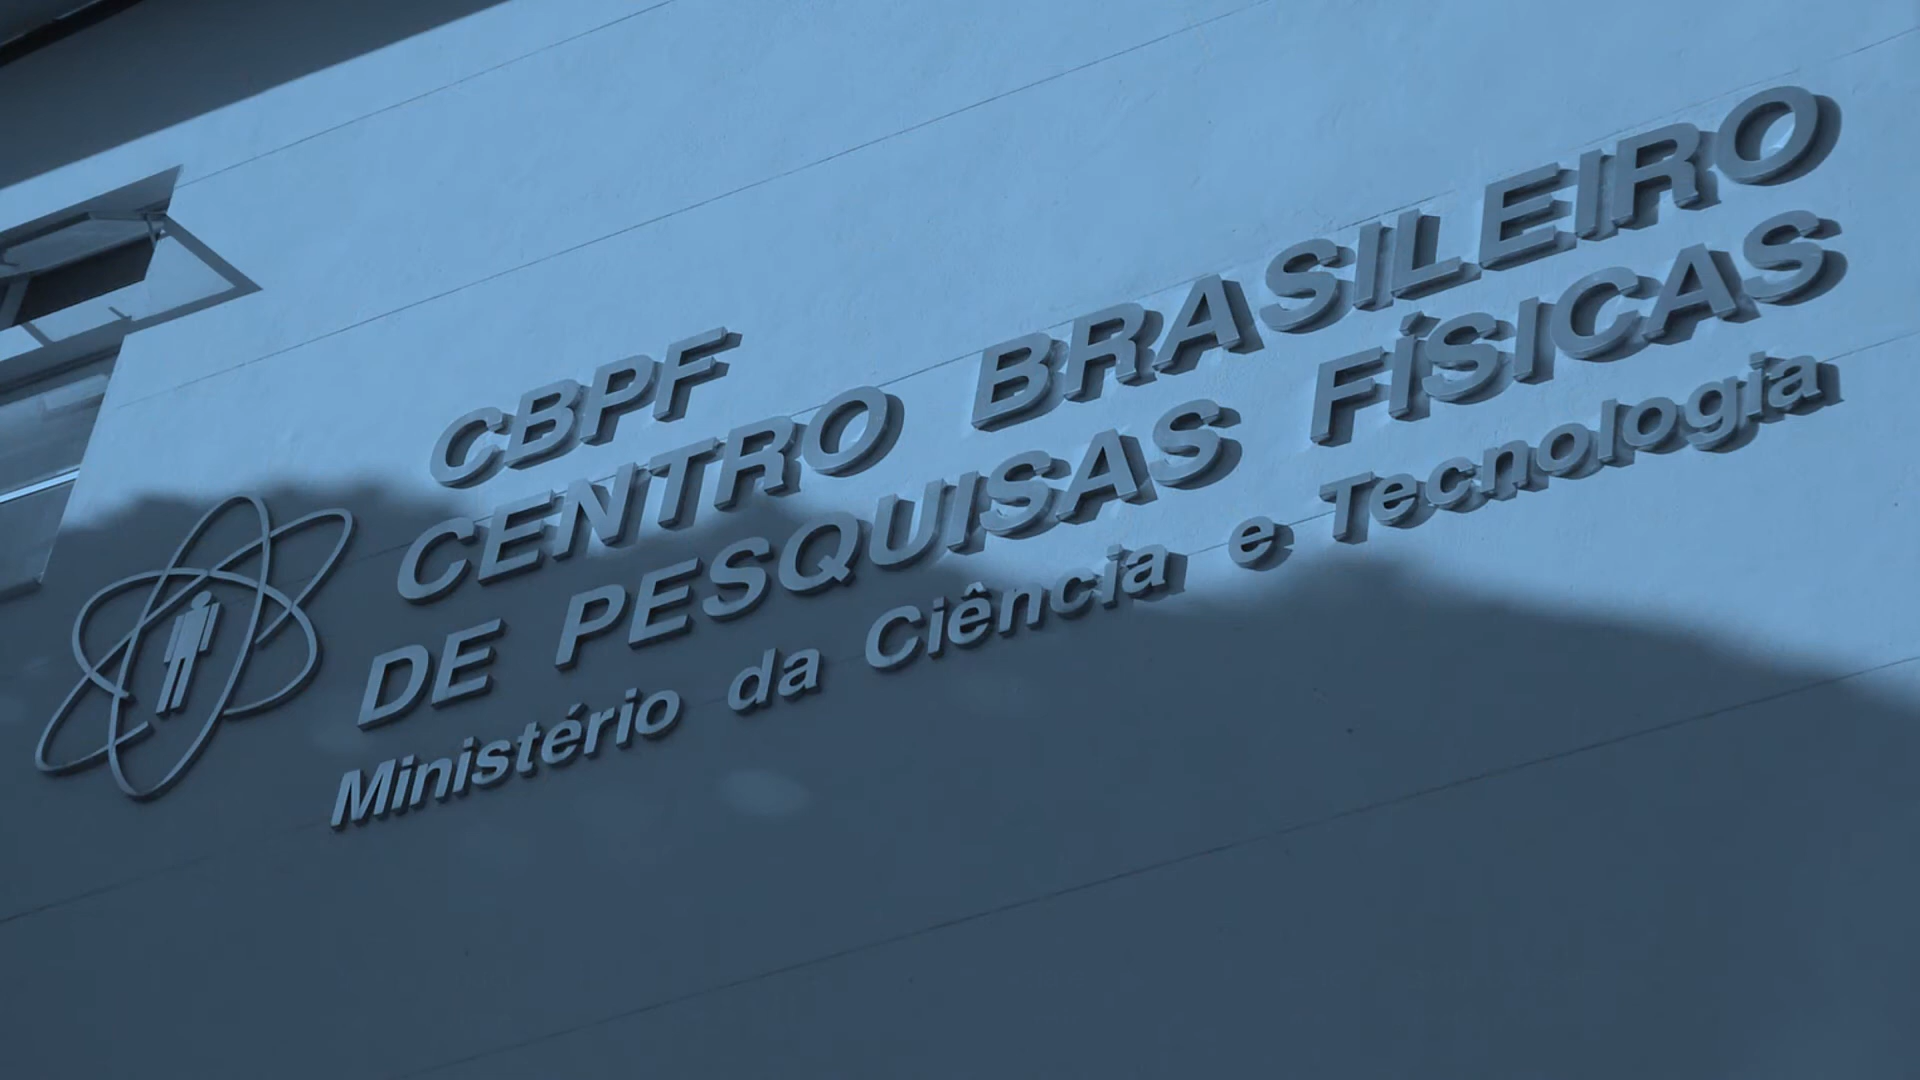 CBPF
CENTRO BRASILEIRO
DE PESQUISAS FÍSICAS
Ministério da Ciência e Tecnologia